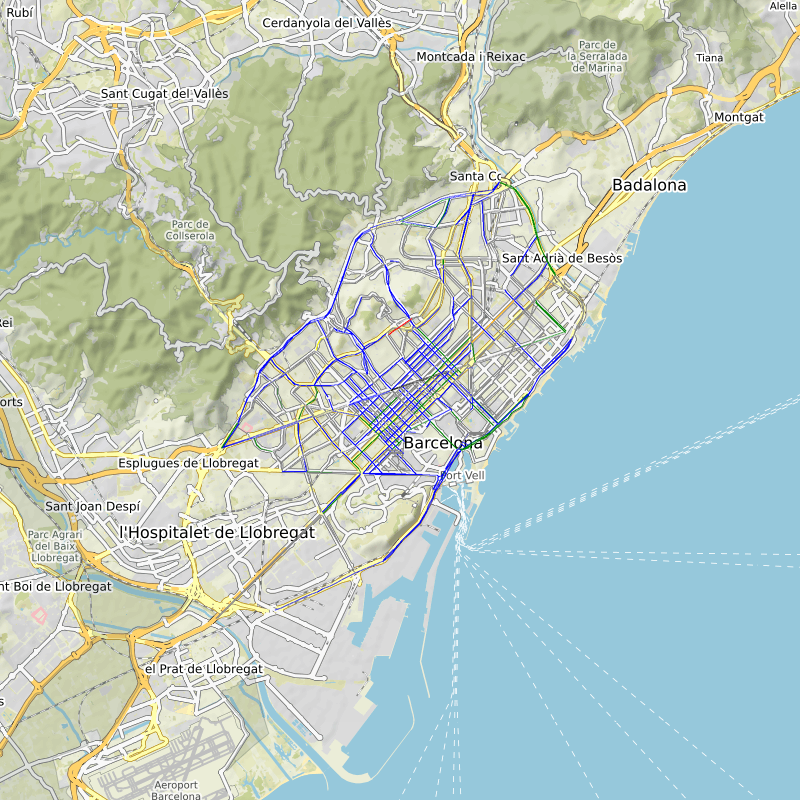 Rubí
Alella
Cerdanyola del Vallès
Parc de
la Serralada
de Marina
Montcada i Reixac
Tiana
Sant Cugat del Vallès
Montgat
Santa Co
Badalona
Parc de
Collserola
Sant Adrià de Besòs
Barcelona
Esplugues de Llobregat
Port Vell
Sant Joan Despí
Parc Agrari
del Baix
Llobregat
l'Hospitalet de Llobregat
nt Boi de Llobregat
el Prat de Llobregat
Aeroport
Barcelona